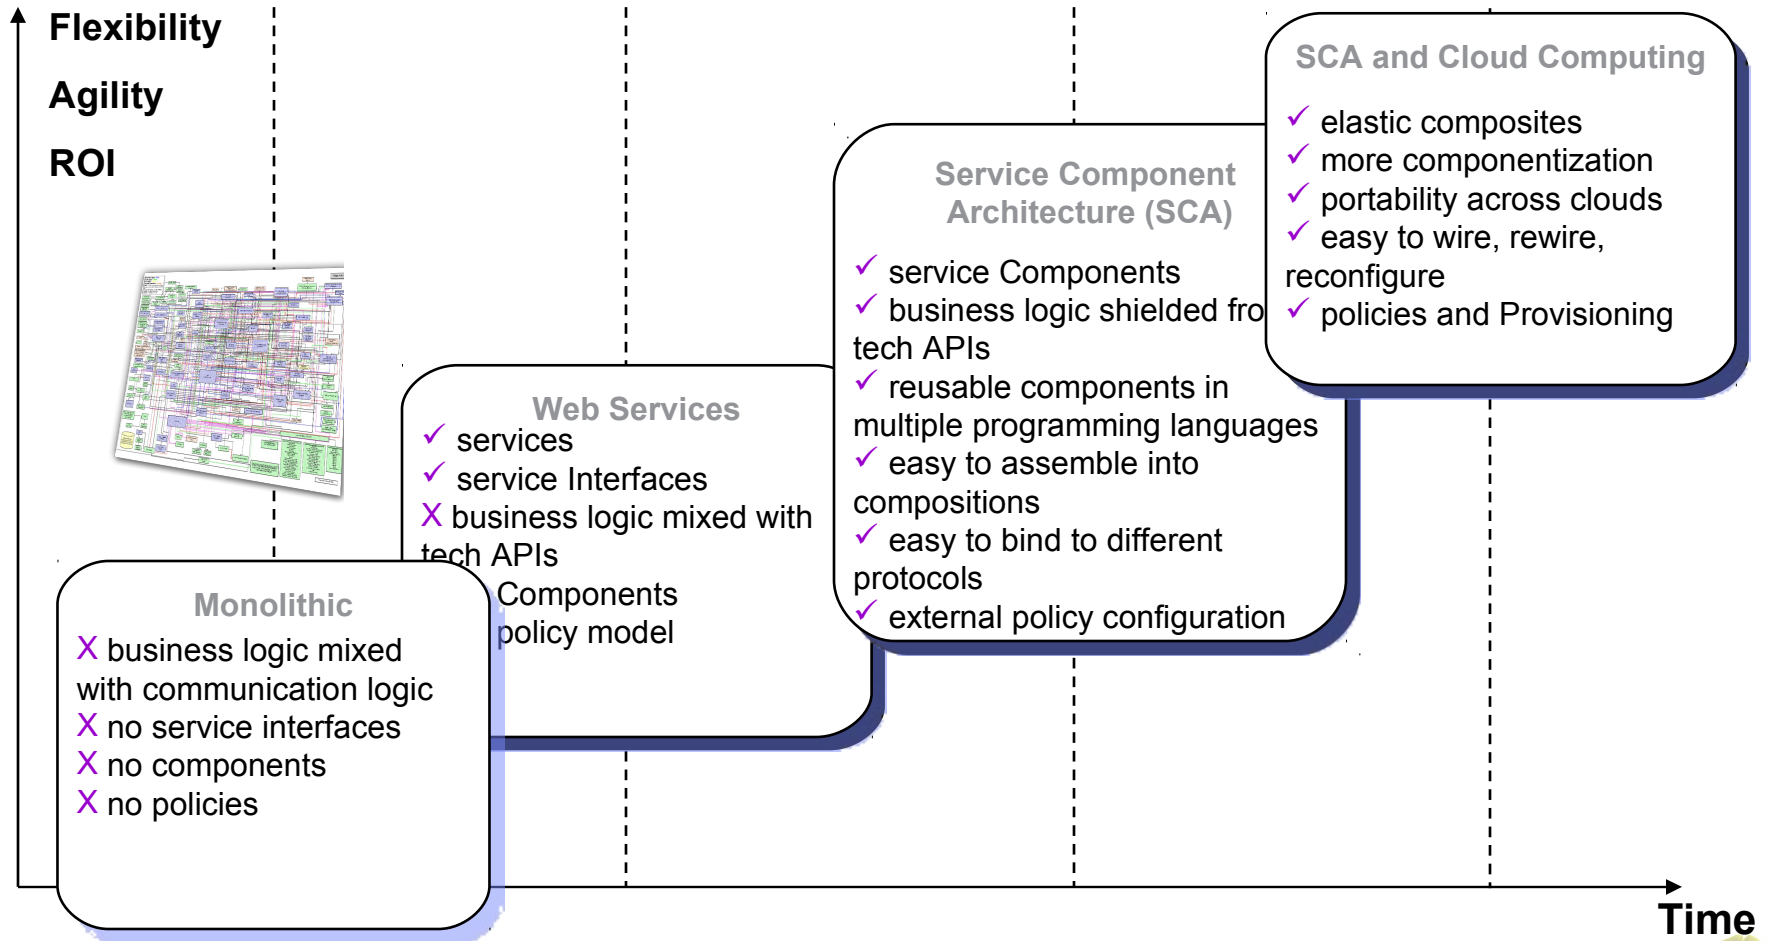 Flexibility
Agility
ROI
SCA and Cloud Computing
✓ elastic composites
✓ more componentization
✓ portability across clouds
✓ easy to wire, rewire,
reconfigure
✓ policies and Provisioning
Service Component
Architecture (SCA)
✓ service Components
✓ business logic shielded fro
tech APIs
✓ reusable components in
multiple programming languages
✓ easy to assemble into
compositions
✓ easy to bind to different
protocols
✓ external policy configuration
Web Services
✓ services
✓ service Interfaces
X business logic mixed with
tech APIs
Components
policy model
Monolithic
X business logic mixed
with communication logic
X no service interfaces
X no components
X no policies
Time